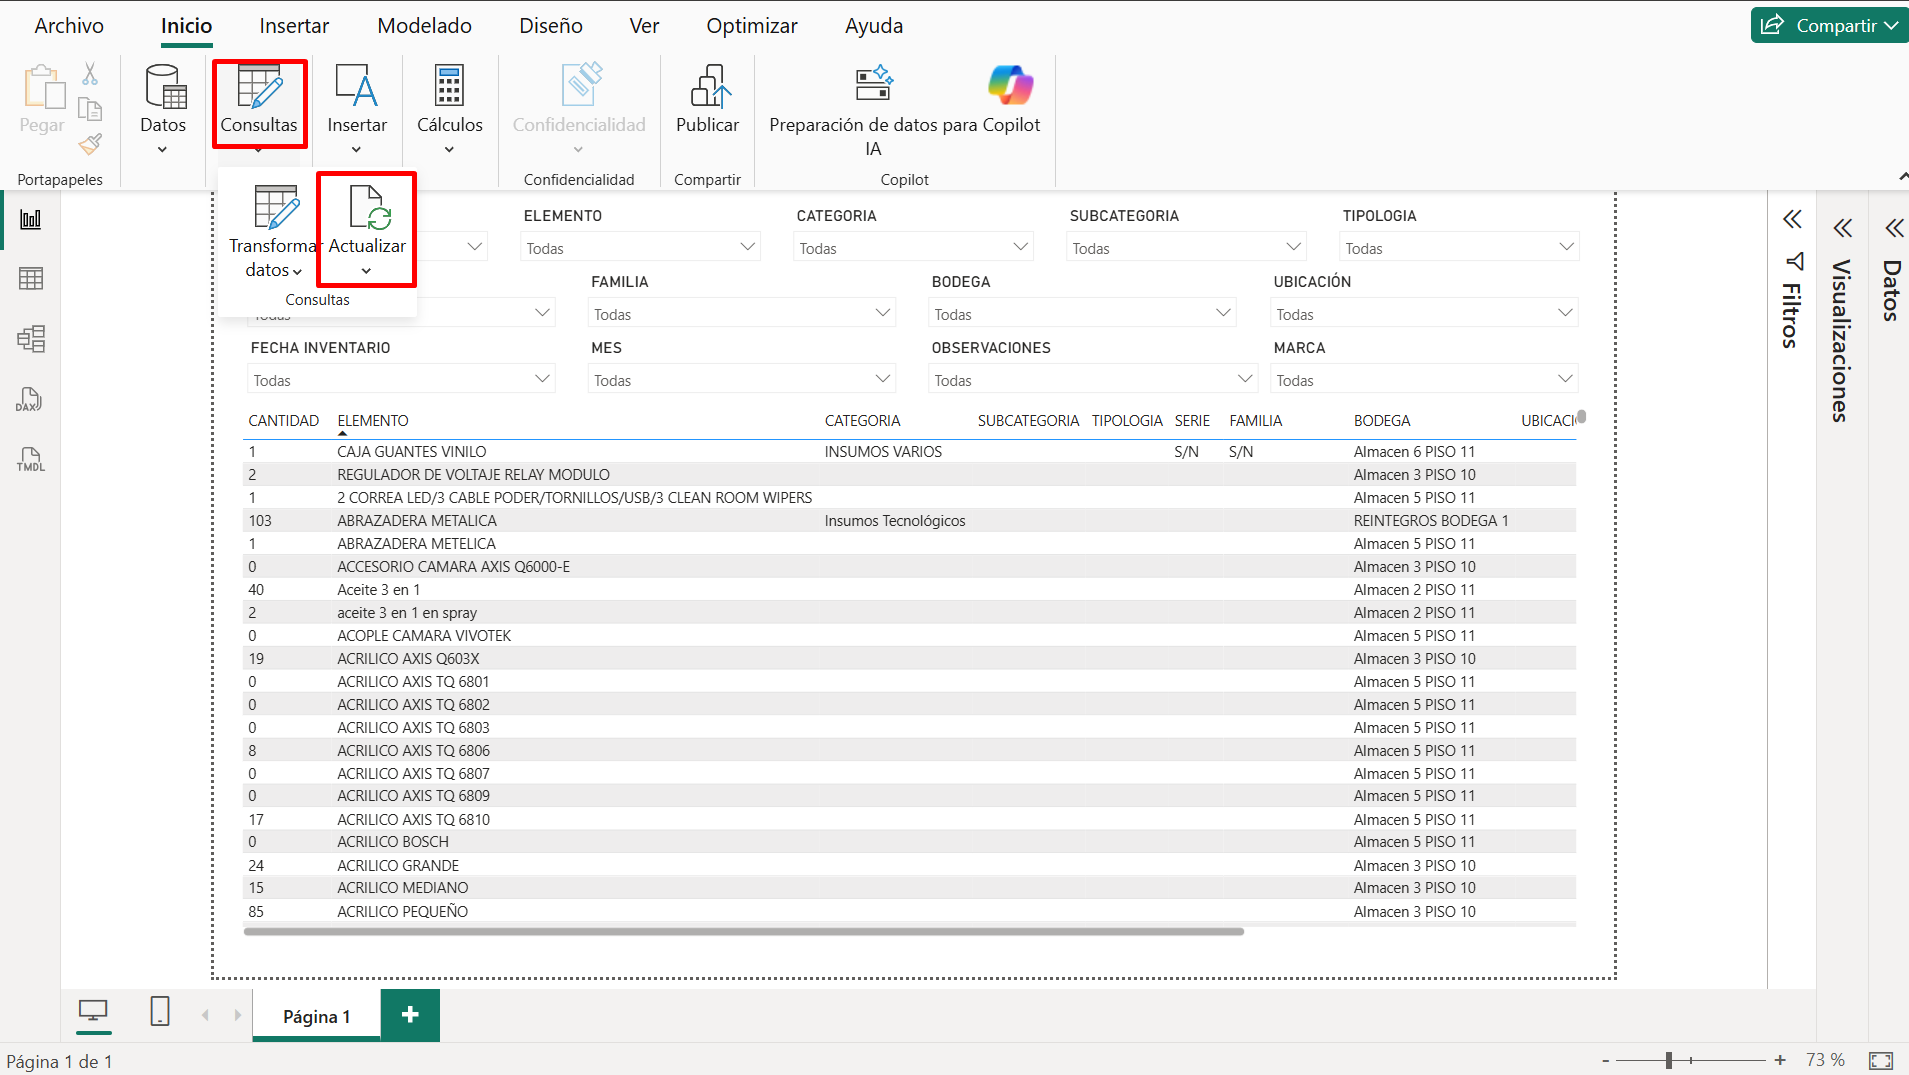 Archivo Inicio Insertar Modelado Diseño Ver Optimizar Ayuda Compartir
Pegar Datos Consultas Insertar Cálculos Confidencialidad Publicar Preparación de datos para IA Copilot
Portapapeles Confidencialidad Compartir Copilot
Transforma datos Actualizar
Consultas
ELEMENTO CATEGORIA SUBCATEGORIA TIPOLOGIA
Todas Todas Todas Todas
FAMILIA BODEGA UBICACIÓN
Todas Todas Todas Todas
FECHA INVENTARIO MES OBSERVACIONES MARCA
Todas Todas Todas Todas
Filtros
Visualizaciones
Datos
DAX
TMDL
CANTIDAD ELEMENTO CATEGORIA SUBCATEGORIA TIPOLOGIA SERIE FAMILIA BODEGA UBICACI
1 CAJA GUANTES VINILO INSUMOS VARIOS S/N S/N Almacen 6 PISO 11
2 REGULADOR DE VOLTAJE RELAY MODULO Almacen 3 PISO 10
1 2 CORREA LED/3 CABLE PODER/TORNILLOS/USB/3 CLEAN ROOM WIPERS Almacen 5 PISO 11
103 ABRAZADERA METALICA Insumos Tecnológicos REINTEGROS BODEGA 1
1 ABRAZADERA METELICA Almacen 5 PISO 11
0 ACCESORIO CAMARA AXIS Q6000-E Almacen 3 PISO 10
40 Aceite 3 en 1 Almacen 2 PISO 11
2 aceite 3 en 1 en spray Almacen 2 PISO 11
0 ACOPLE CAMARA VIVOTEK Almacen 5 PISO 11
19 ACRILICO AXIS Q603X Almacen 3 PISO 10
0 ACRILICO AXIS TQ 6801 Almacen 5 PISO 11
0 ACRILICO AXIS TQ 6802 Almacen 5 PISO 11
0 ACRILICO AXIS TQ 6803 Almacen 5 PISO 11
8 ACRILICO AXIS TQ 6806 Almacen 5 PISO 11
0 ACRILICO AXIS TQ 6807 Almacen 5 PISO 11
0 ACRILICO AXIS TQ 6809 Almacen 5 PISO 11
17 ACRILICO AXIS TQ 6810 Almacen 5 PISO 11
0 ACRILICO BOSCH Almacen 5 PISO 11
24 ACRILICO GRANDE Almacen 3 PISO 10
15 ACRILICO MEDIANO Almacen 3 PISO 10
85 ACRILICO PEQUEÑO Almacen 3 PISO 10
Página 1
Página 1 de 1 - + 73 %